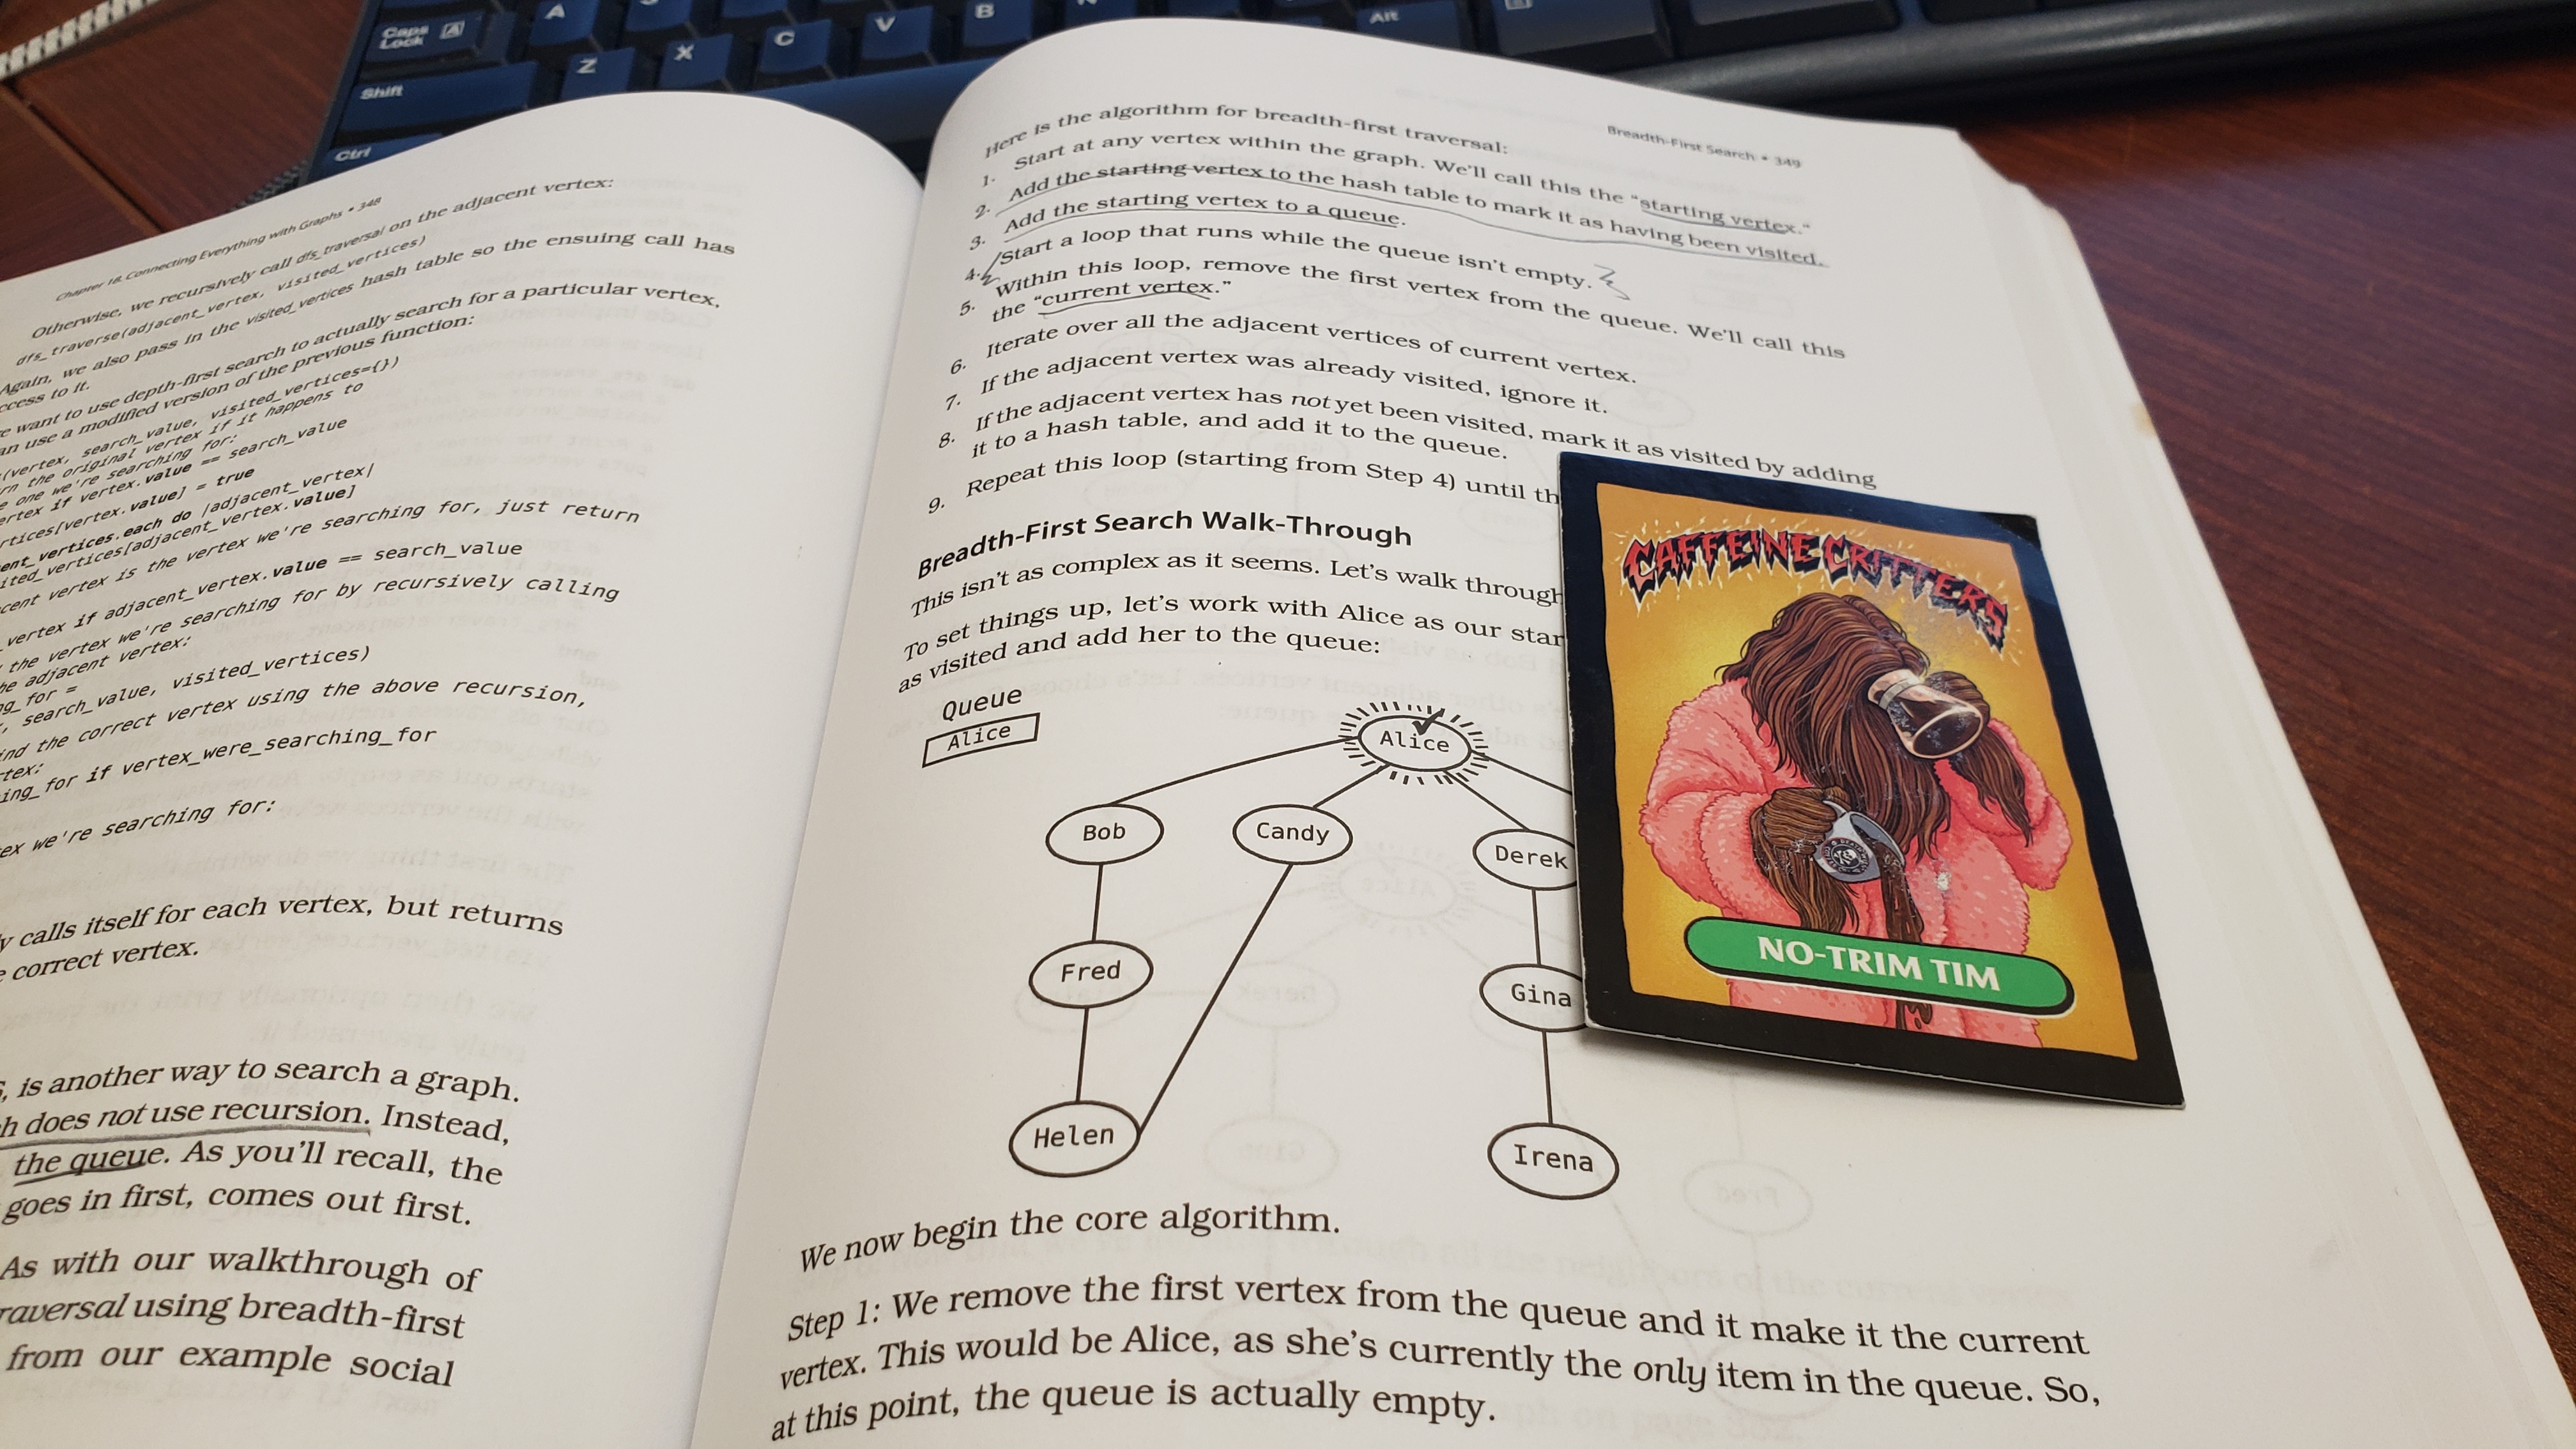 Caps
Lock
A
A
B
Z
X
C
V
Alt
Shift
Ctrl
Chapter 18. Connecting Everything with Graphs • 348
Otherwise, we recursively call dfs_traversal on the adjacent vertex:
dfs_traverse(adjacent_vertex, visited_vertices)
Again, we also pass in the visited_vertices hash table so the ensuing call has
ccess to it.
e want to use depth-first search to actually search for a particular vertex,
an use a modified version of the previous function:
(vertex, search_value, visited_vertices={})
rn the original vertex if it happens to
e one we're searching for:
ertex if vertex.value == search_value
rtices[vertex.value] = true
ent_vertices.each do |adjacent_vertex|
ited_vertices[adjacent_vertex.value]
cent vertex is the vertex we're searching for, just return
_vertex if adjacent_vertex.value == search_value
the vertex we're searching for by recursively calling
he adjacent vertex:
ng_for =
, search_value, visited_vertices)
ind the correct vertex using the above recursion,
rtex:
ing_for if vertex_were_searching_for
ex we're searching for:
y calls itself for each vertex, but returns
e correct vertex.
, is another way to search a graph.
h does not use recursion. Instead,
the queue. As you'll recall, the
goes in first, comes out first.
As with our walkthrough of
raversal using breadth-first
from our example social
Breadth-First Search • 349
Here is the algorithm for breadth-first traversal:
1. Start at any vertex within the graph. We'll call this the "starting vertex."
2. Add the starting vertex to the hash table to mark it as having been visited.
3. Add the starting vertex to a queue.
4. Start a loop that runs while the queue isn't empty.
5. Within this loop, remove the first vertex from the queue. We'll call this
the "current vertex."
6. Iterate over all the adjacent vertices of current vertex.
7. If the adjacent vertex was already visited, ignore it.
8. If the adjacent vertex has not yet been visited, mark it as visited by adding
it to a hash table, and add it to the queue.
9. Repeat this loop (starting from Step 4) until th
Breadth-First Search Walk-Through
This isn't as complex as it seems. Let's walk through
To set things up, let's work with Alice as our star
as visited and add her to the queue:
Queue
Alice
Alice
Bob
Candy
Derek
Fred
Gina
Helen
Irena
We now begin the core algorithm.
Step 1: We remove the first vertex from the queue and it make it the current
vertex. This would be Alice, as she's currently the only item in the queue. So,
at this point, the queue is actually empty.
CAFFEINE CRITTERS
NO-TRIM TIM